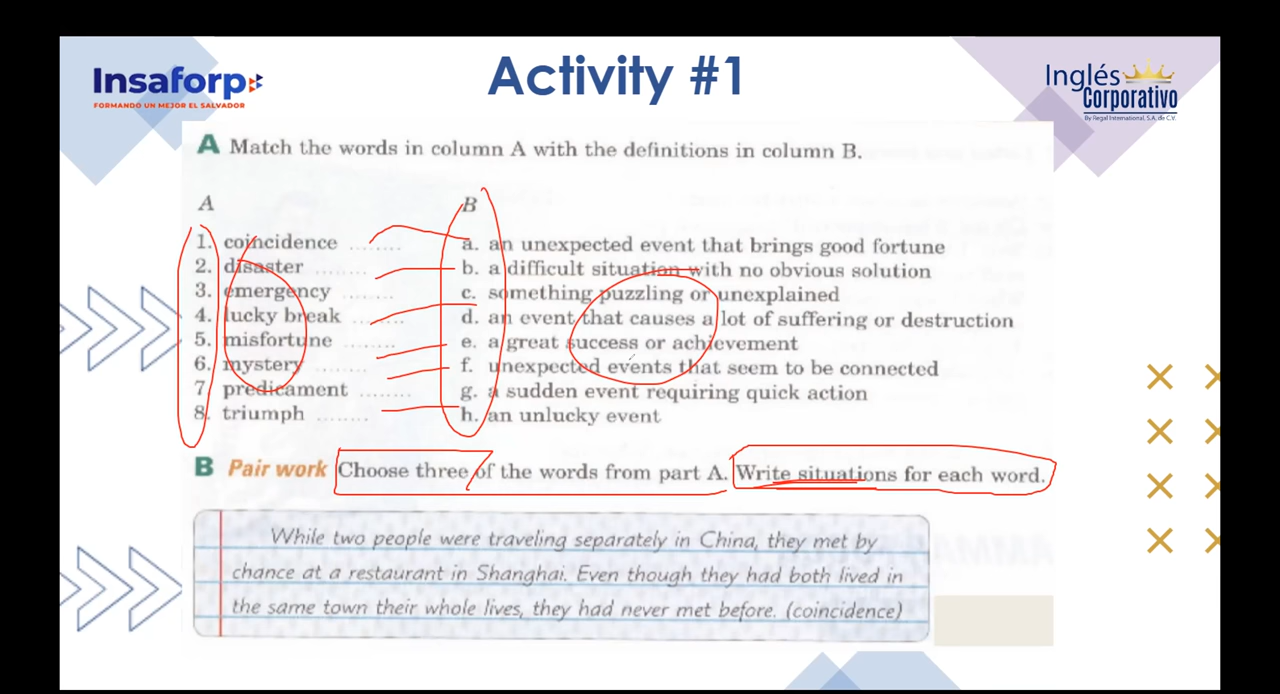 Insaforp
FORMANDO UN MEJOR EL SALVADOR
Activity #1
Inglés
Corporativo
By Regal International, S.A. de C.V.
A Match the words in column A with the definitions in column B.
A B
1. coincidence ........ a. an unexpected event that brings good fortune
2. disaster ........ b. a difficult situation with no obvious solution
3. emergency ........ c. something puzzling or unexplained
4. lucky break ........ d. an event that causes a lot of suffering or destruction
5. misfortune ........ e. a great success or achievement
6. mystery ........ f. unexpected events that seem to be connected
7. predicament ........ g. a sudden event requiring quick action
8. triumph ........ h. an unlucky event
B Pair work Choose three of the words from part A. Write situations for each word.
While two people were traveling separately in China, they met by
chance at a restaurant in Shanghai. Even though they had both lived in
the same town their whole lives, they had never met before. (coincidence)